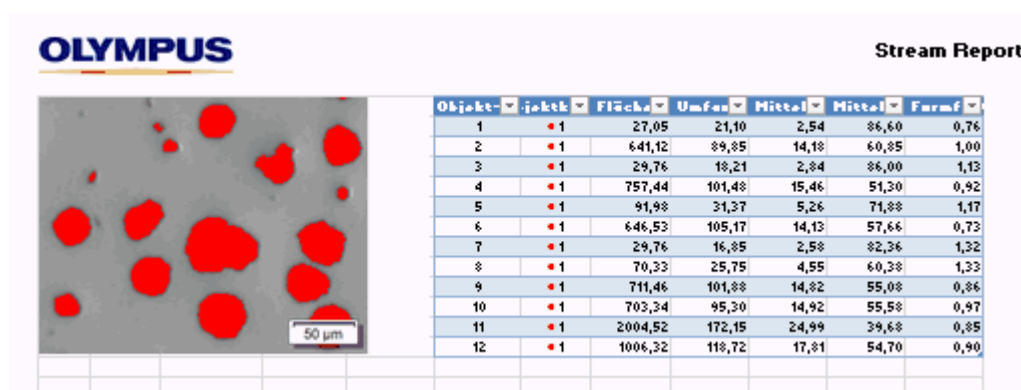 OLYMPUS
Stream Report
50 µm
Objekt- jektk Fläche Umfan Mittel Mittel Formf
1 1 27,05 21,10 2,54 86,60 0,76
2 1 641,12 89,85 14,18 60,85 1,00
3 1 29,76 18,21 2,84 86,00 1,13
4 1 757,44 101,48 15,46 51,30 0,92
5 1 91,98 31,37 5,26 71,88 1,17
6 1 646,53 105,17 14,13 57,66 0,73
7 1 29,76 16,85 2,58 82,36 1,32
8 1 70,33 25,75 4,55 60,38 1,33
9 1 711,46 101,88 14,82 55,08 0,86
10 1 703,34 95,30 14,92 55,58 0,97
11 1 2004,52 172,15 24,99 39,68 0,85
12 1 1006,32 118,72 17,81 54,70 0,90